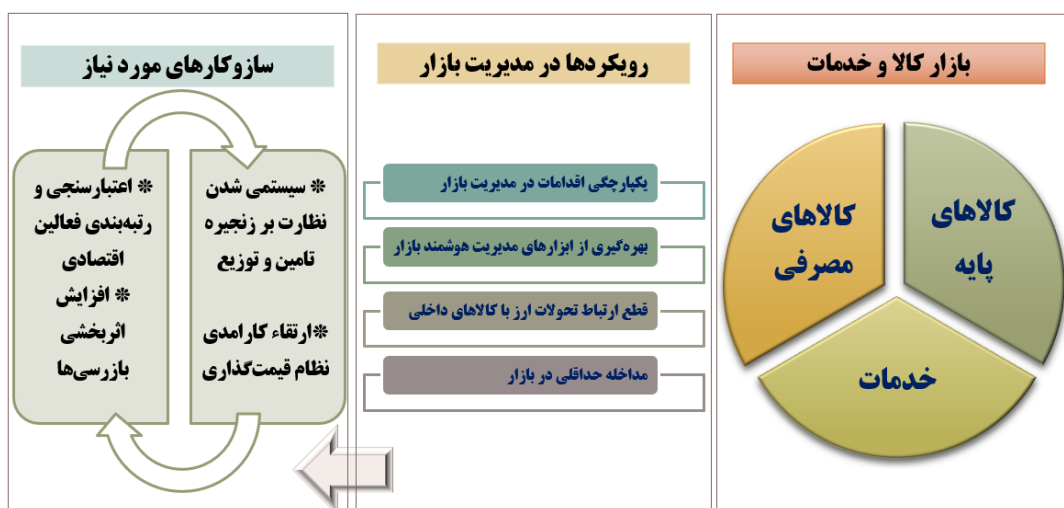 بازار کالا و خدمات
کالاهای
پایه
کالاهای
مصرفی
خدمات
رویکردها در مدیریت بازار
یکپارچگی اقدامات در مدیریت بازار
بهره‌گیری از ابزارهای مدیریت هوشمند بازار
قطع ارتباط تحولات ارز با کالاهای داخلی
مداخله حداقلی در بازار
سازوکارهای مورد نیاز
❊ سیستمی شدن
نظارت بر زنجیره
تامین و توزیع
❊ارتقاء کارامدی
نظام قیمت‌گذاری
❊ اعتبارسنجی و
رتبه‌بندی فعالین
اقتصادی
❊ افزایش
اثربخشی
بازرسی‌ها